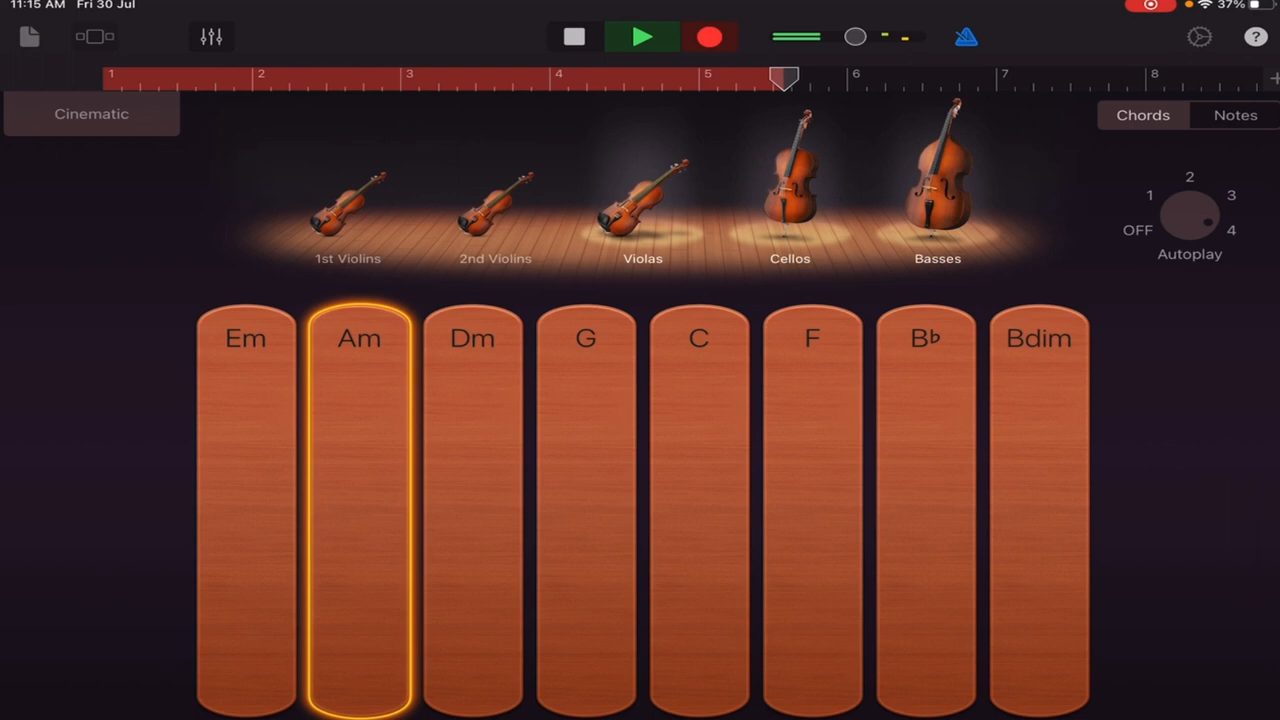 11:15 AM Fri 30 Jul 37%
1 2 3 4 5 6 7 8
Cinematic
Chords Notes
1 2 3
OFF 4
Autoplay
1st Violins 2nd Violins Violas Cellos Basses
Em Am Dm G C F B♭ Bdim